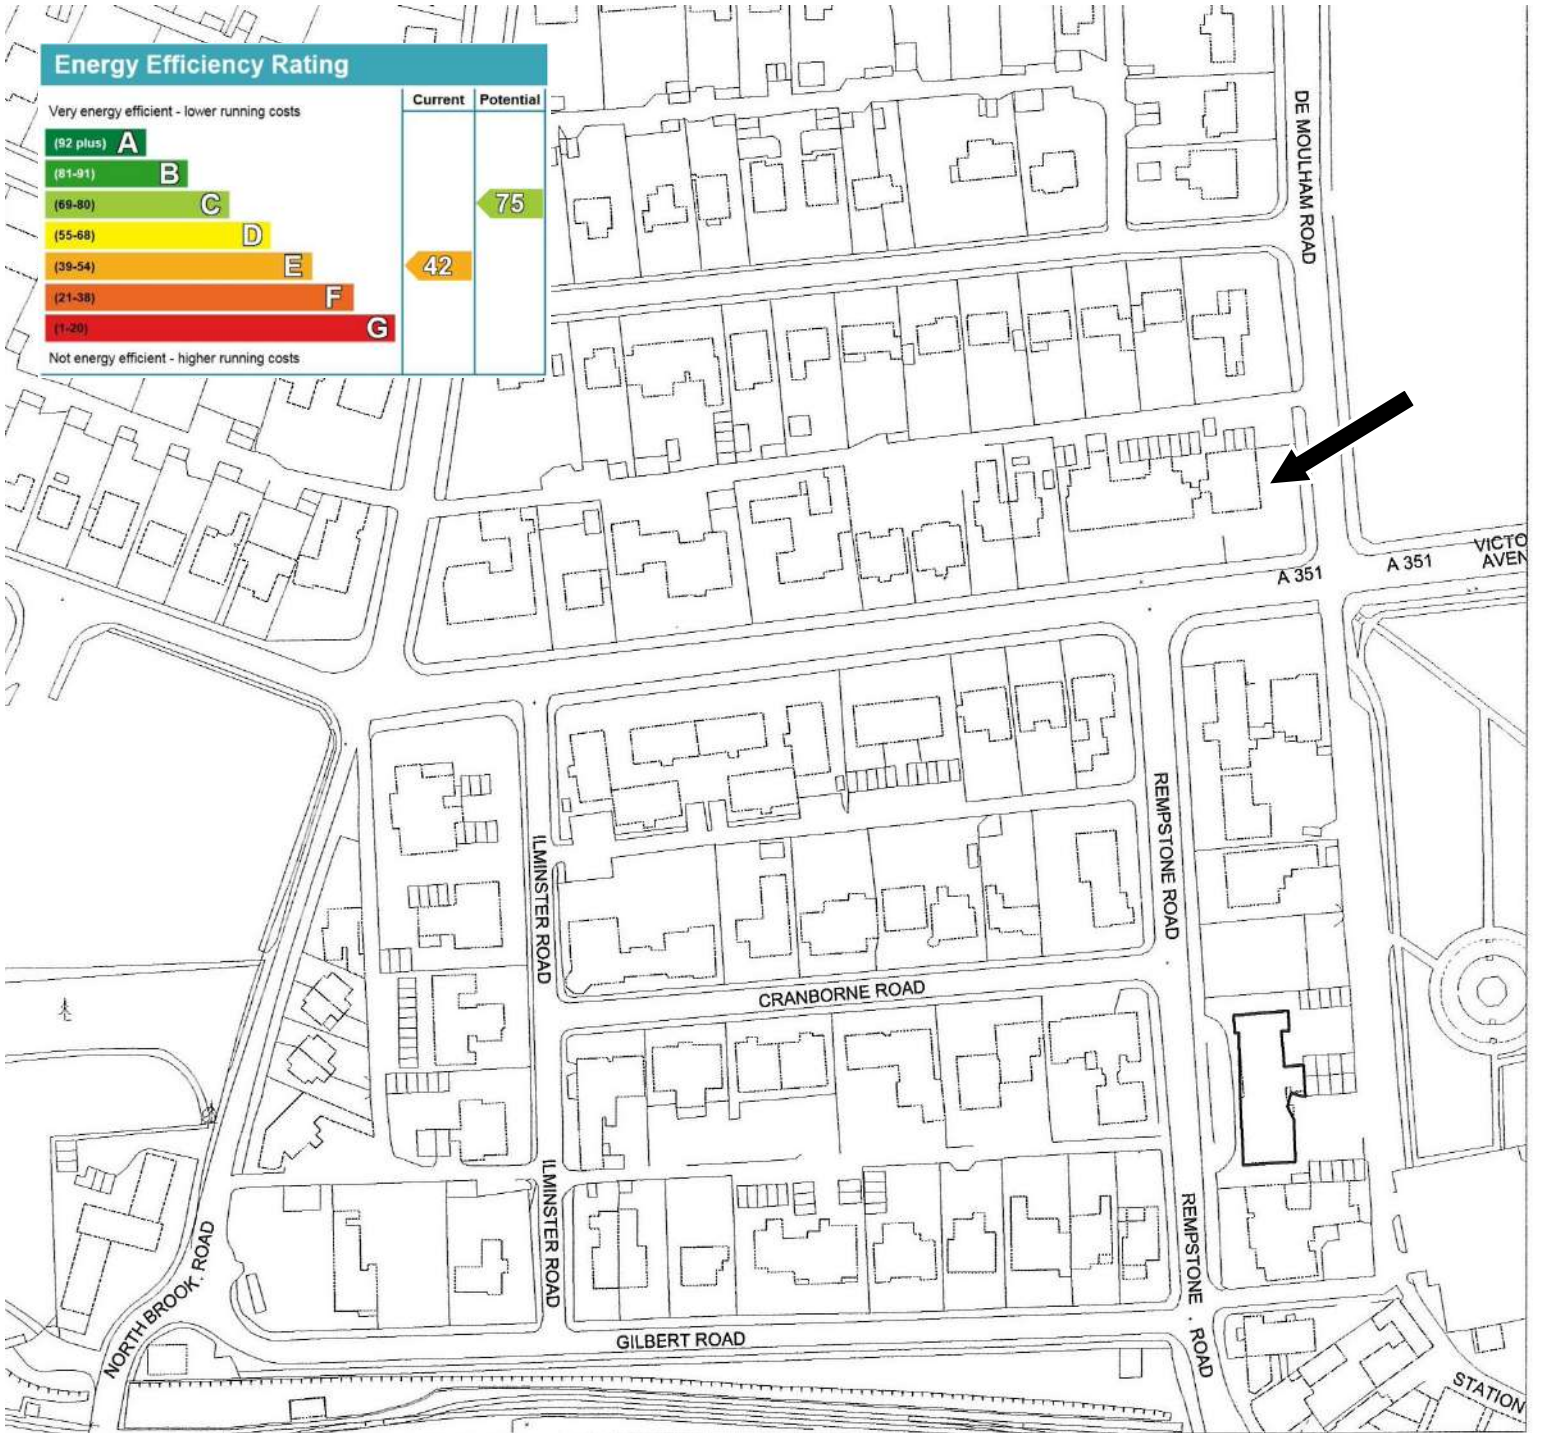 Energy Efficiency Rating
Current Potential
Very energy efficient - lower running costs
(92 plus) A
(81-91) B
(69-80) C
75
(55-68) D
(39-54) E
42
(21-38) F
(1-20) G
Not energy efficient - higher running costs
DE MOULHAM ROAD
A 351
A 351
VICTO
AVEN
ILMINSTER ROAD
REMPSTONE ROAD
CRANBORNE ROAD
ILMINSTER ROAD
REMPSTONE ROAD
NORTH BROOK ROAD
GILBERT ROAD
STATION